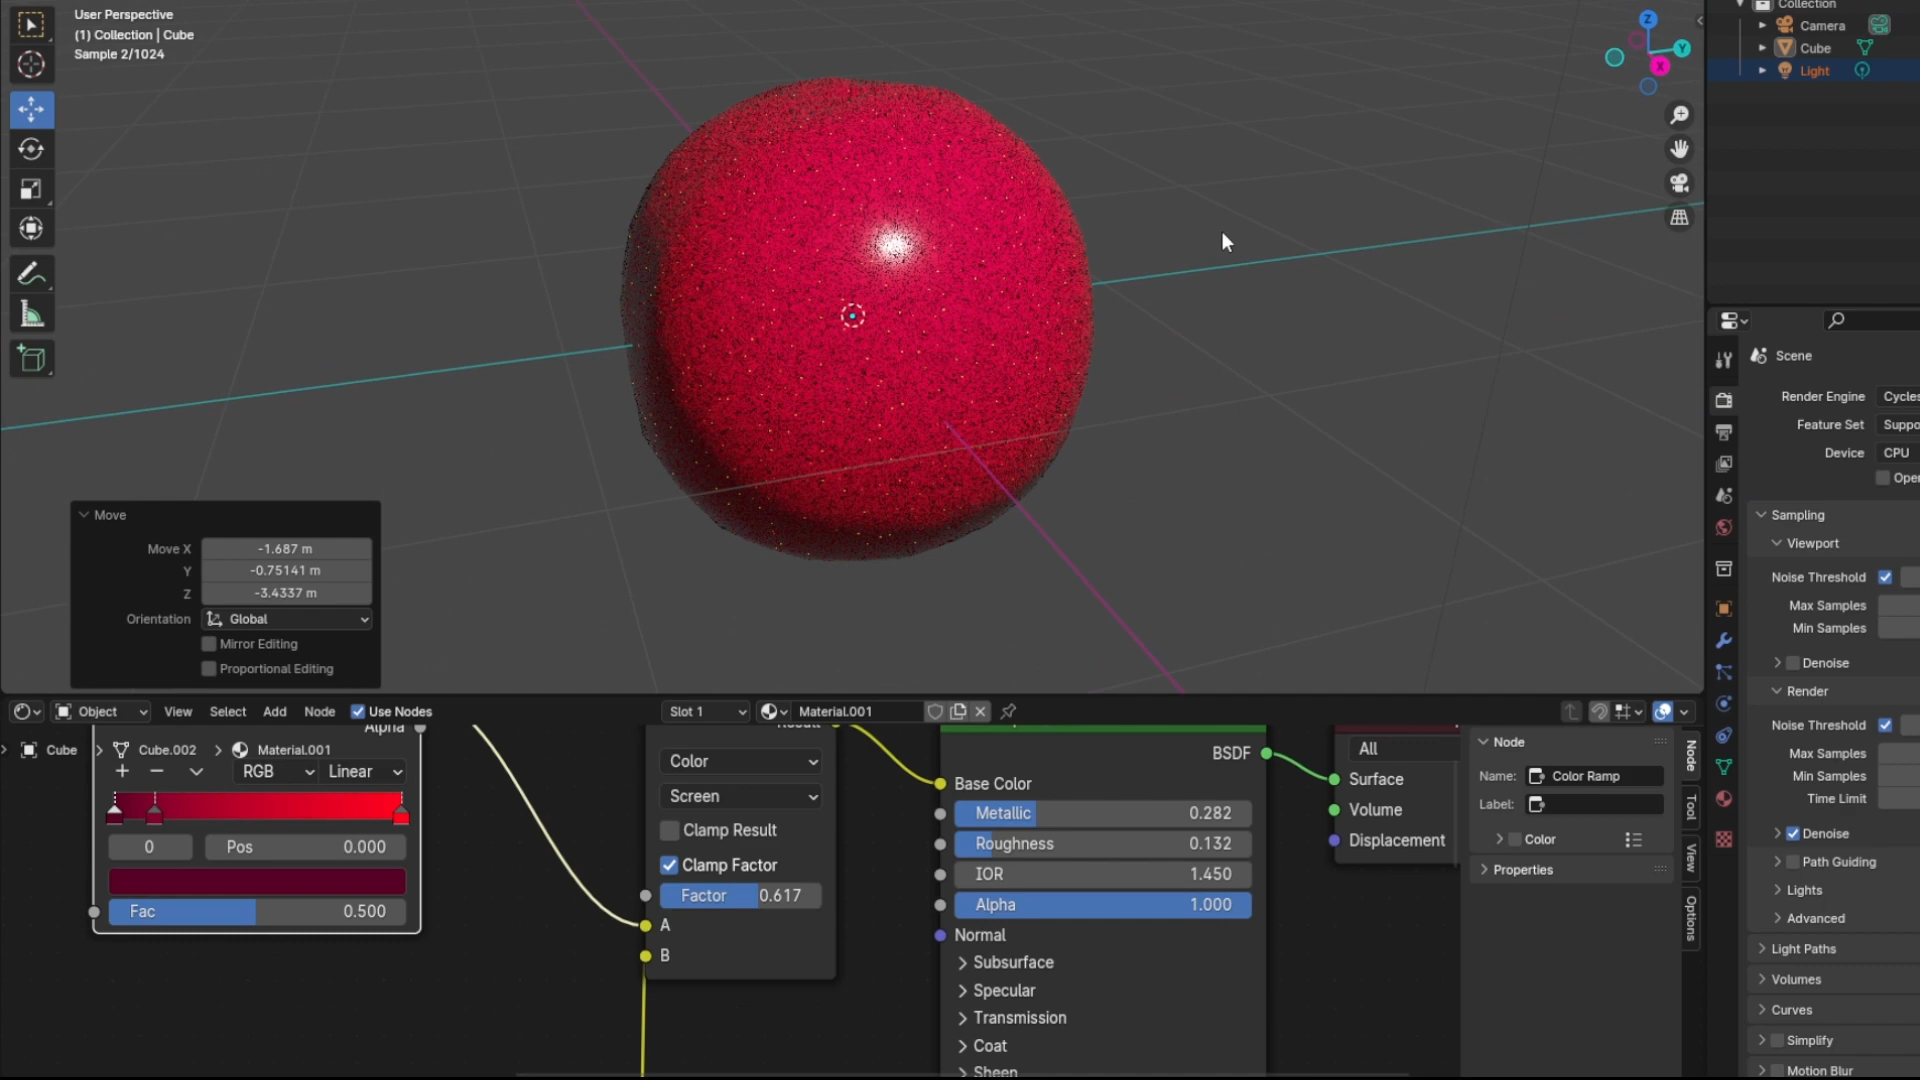 User Perspective
(1) Collection | Cube
Sample 2/1024
Z
Y
X
Collection
Camera
Cube
Light
Scene
Render Engine Cycles
Feature Set Suppo
Device CPU
Open
Sampling
Viewport
Noise Threshold
Max Samples
Min Samples
Denoise
Render
Noise Threshold
Max Samples
Min Samples
Time Limit
Denoise
Path Guiding
Lights
Advanced
Light Paths
Volumes
Curves
Simplify
Motion Blur
Move
Move X -1.687 m
Y -0.75141 m
Z -3.4337 m
Orientation Global
Mirror Editing
Proportional Editing
Object View Select Add Node Use Nodes Slot 1 Material.001
Cube Cube.002 Material.001
Alpha
RGB Linear
0 Pos 0.000
Fac 0.500
Result
Color
Screen
Clamp Result
Clamp Factor
Factor 0.617
A
B
BSDF
Base Color
Metallic 0.282
Roughness 0.132
IOR 1.450
Alpha 1.000
Normal
Subsurface
Specular
Transmission
Coat
Sheen
All
Surface
Volume
Displacement
Node
Name: Color Ramp
Label:
Color
Properties
Node
Tool
View
Options